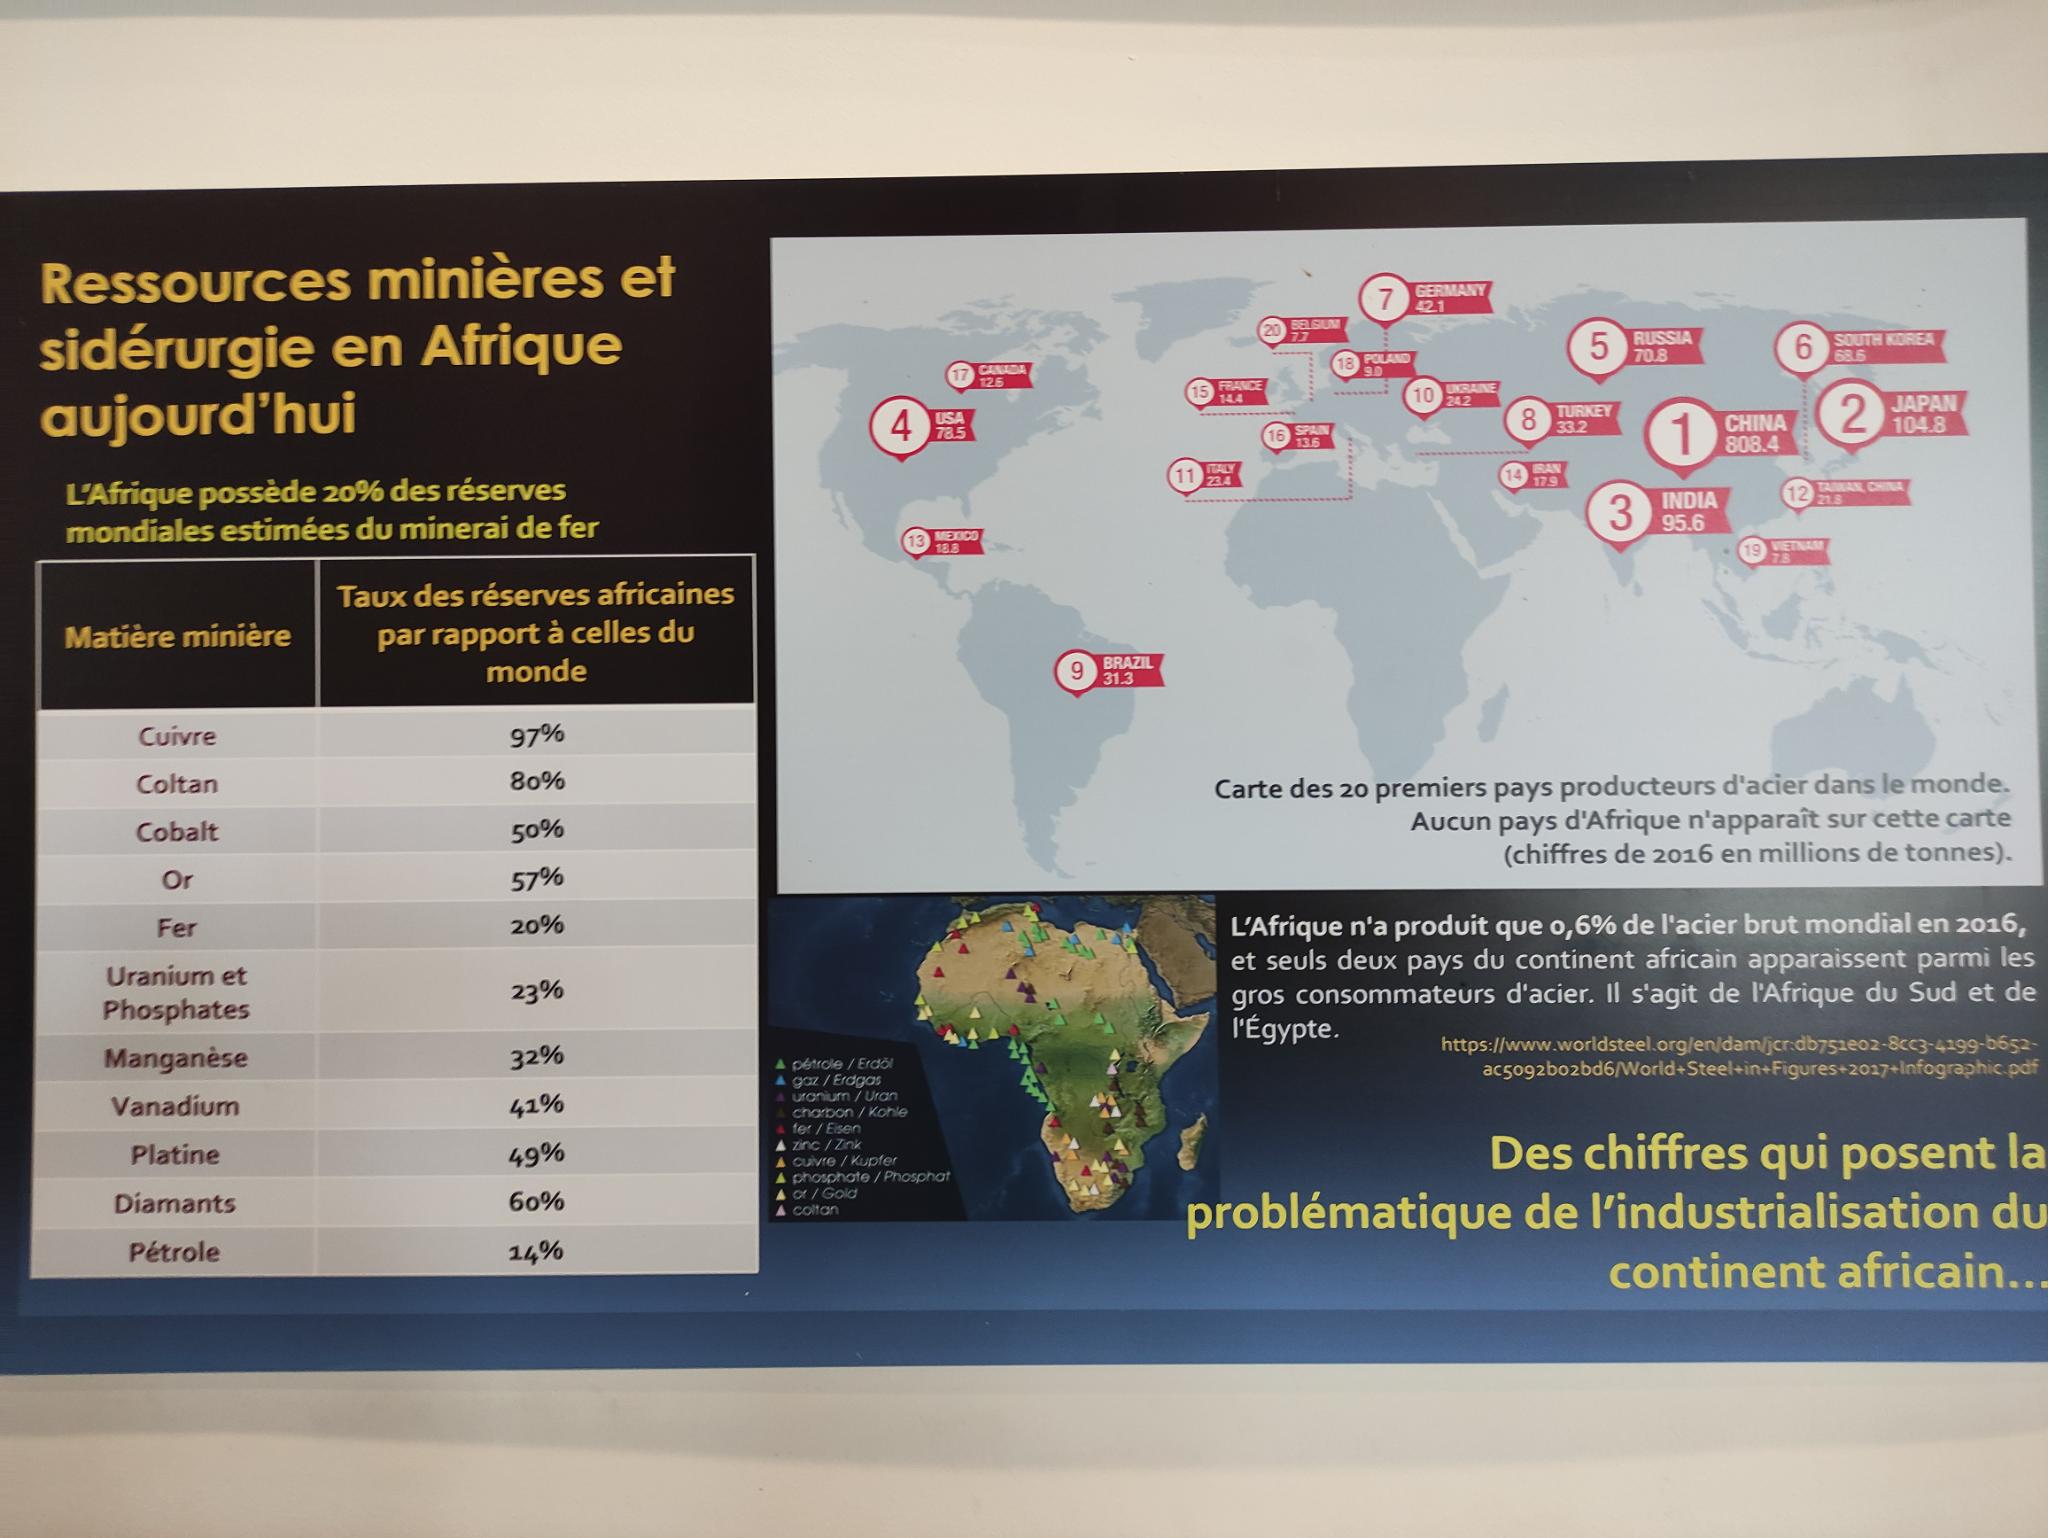 Ressources minières et
sidérurgie en Afrique
aujourd'hui
L'Afrique possède 20% des réserves
mondiales estimées du minerai de fer
Matière minière
Taux des réserves africaines
par rapport à celles du
monde
Cuivre 97%
Coltan 80%
Cobalt 50%
Or 57%
Fer 20%
Uranium et
Phosphates 23%
Manganèse 32%
Vanadium 41%
Platine 49%
Diamants 60%
Pétrole 14%
7 GERMANY
42.1
20 BELGIUM
7.7
5 RUSSIA
70.8
6 SOUTH KOREA
68.6
18 POLAND
9.0
17 CANADA
12.6
15 FRANCE
14.4
10 UKRAINE
24.2
4 USA
78.5
8 TURKEY
33.2
1 CHINA
808.4
2 JAPAN
104.8
16 SPAIN
13.6
11 ITALY
23.4
14 IRAN
17.9
12 TAIWAN, CHINA
21.8
3 INDIA
95.6
13 MEXICO
18.8
19 VIETNAM
7.8
9 BRAZIL
31.3
Carte des 20 premiers pays producteurs d'acier dans le monde.
Aucun pays d'Afrique n'apparaît sur cette carte
(chiffres de 2016 en millions de tonnes).
pétrole / Erdöl
gaz / Erdgas
uranium / Uran
charbon / Kohle
fer / Eisen
zinc / Zink
cuivre / Kupfer
phosphate / Phosphat
or / Gold
coltan
L'Afrique n'a produit que 0,6% de l'acier brut mondial en 2016,
et seuls deux pays du continent africain apparaissent parmi les
gros consommateurs d'acier. Il s'agit de l'Afrique du Sud et de
l'Égypte.
https://www.worldsteel.org/en/dam/jcr:db751e02-8cc3-4199-b652-
ac5092b02bd6/World+Steel+in+Figures+2017+Infographic.pdf
Des chiffres qui posent la
problématique de l'industrialisation du
continent africain...